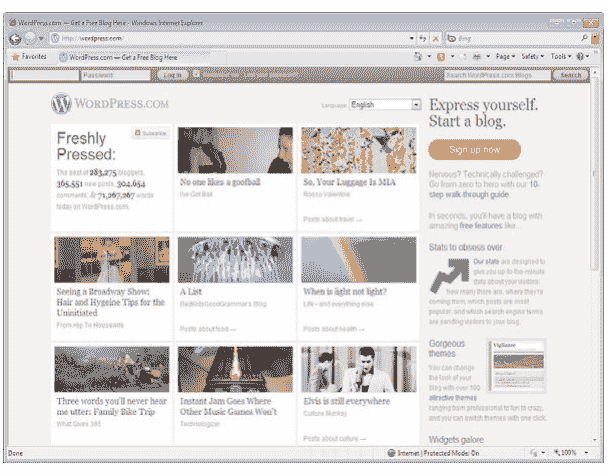 WordPress.com — Get a Free Blog Here - Windows Internet Explorer
http://wordpress.com/
Bing
Favorites
WordPress.com — Get a Free Blog Here
Page
Safety
Tools
Password
Log In
Search WordPress.com Blogs
Search
WORDPRESS.COM
Language:
English
Freshly
Pressed:
Subscribe
The best of 283,275 bloggers,
365,551 new posts, 304,654
comments, & 71,267,267 words
today on WordPress.com.
No one likes a goofball
I've Got Ball
So, Your Luggage Is MIA
Rosso Valentine
Posts about travel →
Seeing a Broadway Show:
Hair and Hygeine Tips for the
Uninitiated
From Hip To Housewife
A List
BadkidsGoodGrammar's Blog
Posts about food →
When is light not light?
Life - and everything else
Posts about health →
Three words you'll never hear
me utter: Family Bike Trip
What Gives 365
Instant Jam Goes Where
Other Music Games Won't
Technologizer
Elvis is still everywhere
Culture Monkey
Posts about culture →
Express yourself.
Start a blog.
Sign up now
Nervous? Technically challenged?
Go from zero to hero with our 10-
step walk-through guide.
In seconds, you'll have a blog with
amazing free features like...
Stats to obsess over
Our stats are designed to
give you up-to-the-minute
data about your visitors:
how many there are, where they're
coming from, which posts are most
popular, and which search engine terms
are sending visitors to your blog.
Gorgeous
themes
Vigilance
You can change
the look of your
blog with over 100
attractive themes
ranging from professional to fun to crazy,
and you can switch themes with one click.
Widgets galore
Done
Internet | Protected Mode: On
100%